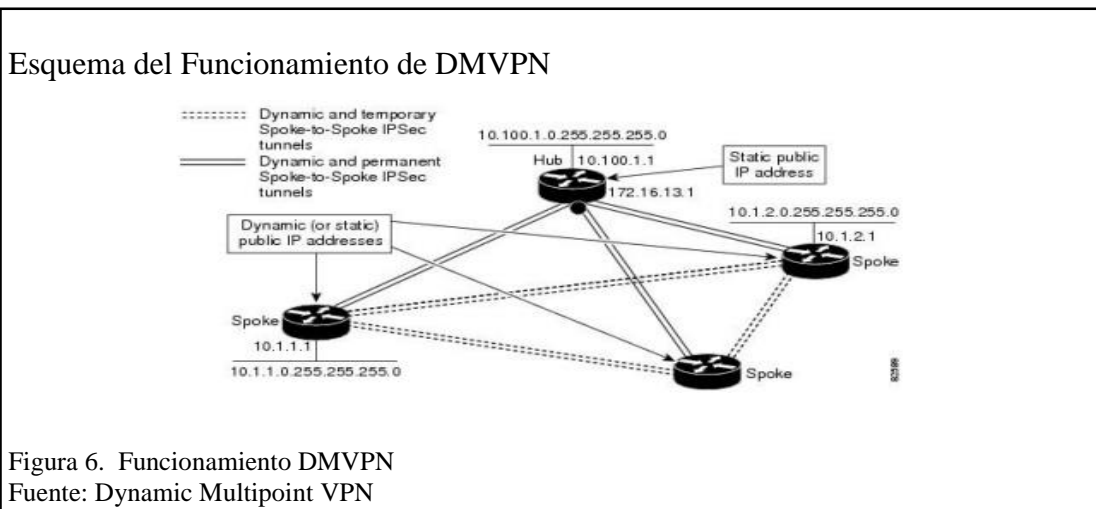 Esquema del Funcionamiento de DMVPN
Dynamic and temporary
Spoke-to-Spoke IPSec
tunnels
Dynamic and permanent
Spoke-to-Spoke IPSec
tunnels
10.100.1.0.255.255.255.0
Hub 10.100.1.1
172.16.13.1
Static public
IP address
10.1.2.0.255.255.255.0
10.1.2.1
Spoke
Dynamic (or static)
public IP addresses
Spoke
10.1.1.1
10.1.1.0.255.255.255.0
Spoke
82589
Figura 6. Funcionamiento DMVPN
Fuente: Dynamic Multipoint VPN